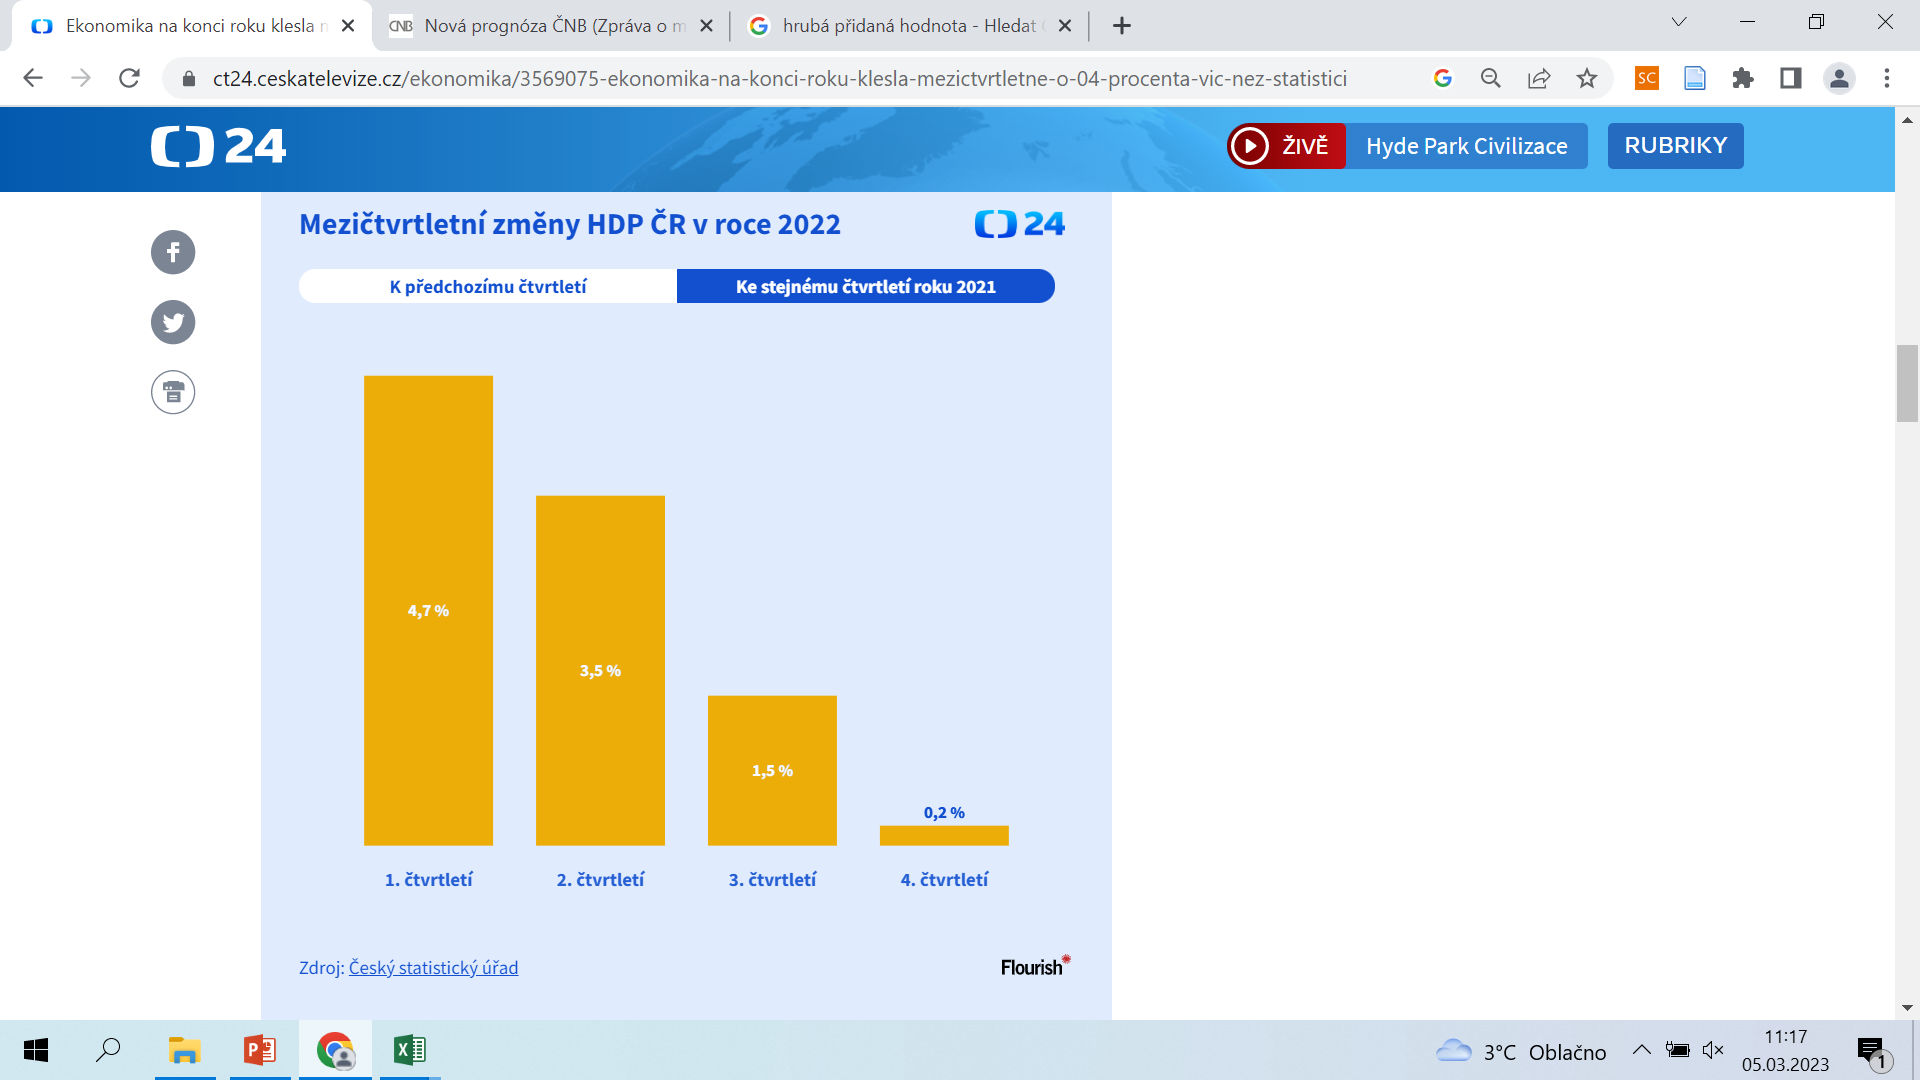 Ekonomika na konci roku klesla n
Nová prognóza ČNB (Zpráva o m
hrubá přidaná hodnota - Hledat
ct24.ceskatelevize.cz/ekonomika/3569075-ekonomika-na-konci-roku-klesla-mezictvrtletne-o-04-procenta-vic-nez-statistici
SC
24
ŽIVĚ
Hyde Park Civilizace
RUBRIKY
Mezičtvrtletní změny HDP ČR v roce 2022
24
K předchozímu čtvrtletí
Ke stejnému čtvrtletí roku 2021
4,7 %
3,5 %
1,5 %
0,2 %
1. čtvrtletí
2. čtvrtletí
3. čtvrtletí
4. čtvrtletí
Zdroj: Český statistický úřad
Flourish
3°C Oblačno
11:17
05.03.2023
1